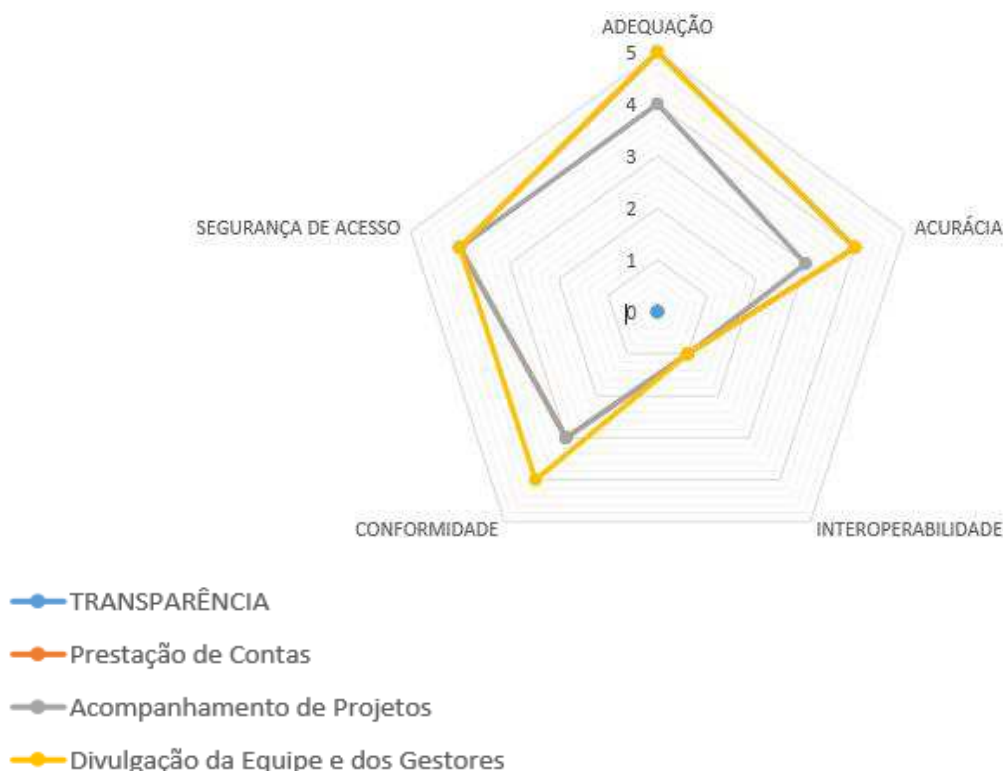 ADEQUAÇÃO
5
4
3
2
1
0
SEGURANÇA DE ACESSO
ACURÁCIA
CONFORMIDADE
INTEROPERABILIDADE
TRANSPARÊNCIA
Prestação de Contas
Acompanhamento de Projetos
Divulgação da Equipe e dos Gestores